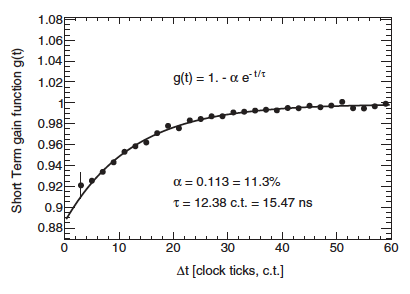 Short Term gain function g(t)
1.08
1.06
1.04
1.02
1
0.98
0.96
0.94
0.92
0.9
0.88
g(t) = 1. - α e^-t/τ
α = 0.113 = 11.3%
τ = 12.38 c.t. = 15.47 ns
0 10 20 30 40 50 60
Δt [clock ticks, c.t.]